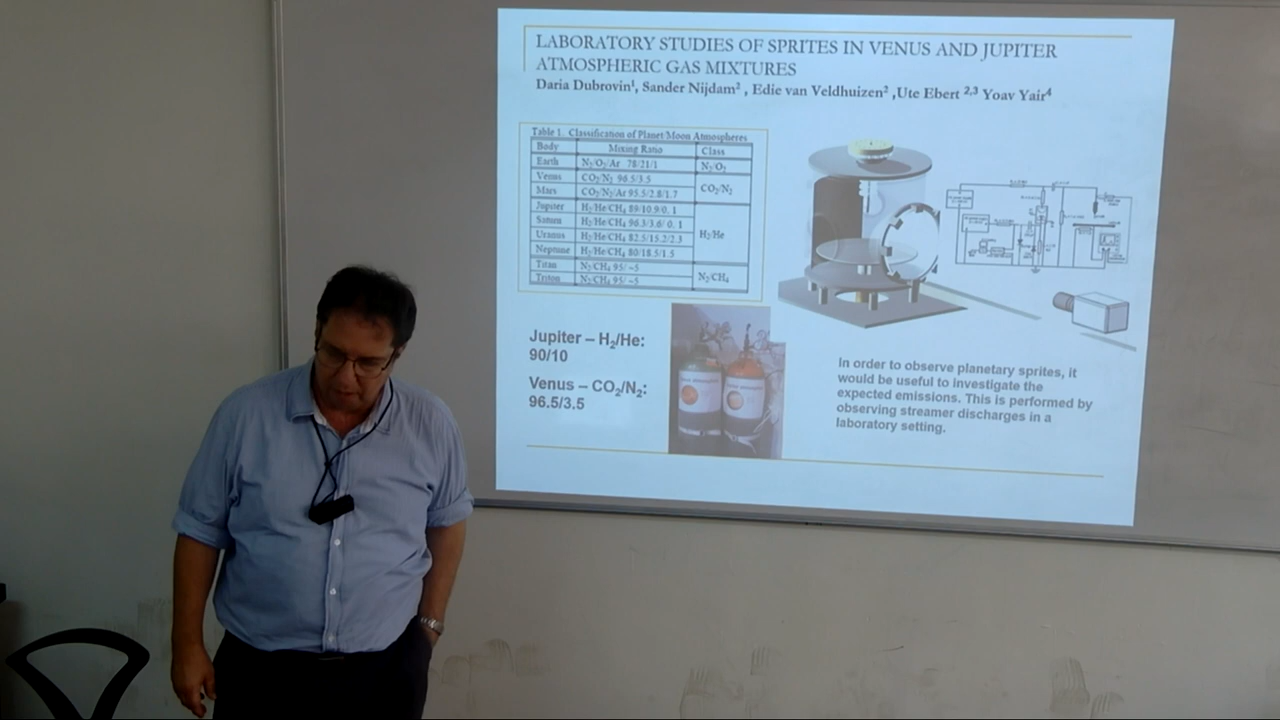 LABORATORY STUDIES OF SPRITES IN VENUS AND JUPITER
ATMOSPHERIC GAS MIXTURES
Daria Dubrovin¹, Sander Nijdam² , Edie van Veldhuizen² ,Ute Ebert ²,³ Yoav Yair⁴
Table 1. Classification of Planet/Moon Atmospheres
Body Mixing Ratio Class
Earth N₂/O₂/Ar 78/21/1 N₂/O₂
Venus CO₂/N₂ 96.5/3.5 CO₂/N₂
Mars CO₂/N₂/Ar 95.5/2.8/1.7
Jupiter H₂/He/CH₄ 89/10.9/0.1 H₂/He
Saturn H₂/He/CH₄ 96.3/3.6/ 0.1
Uranus H₂/He/CH₄ 82.5/15.2/2.3
Neptune H₂/He/CH₄ 80/18.5/1.5
Titan N₂/CH₄ 95/ ~5 N₂/CH₄
Triton N₂/CH₄ 95/ ~5
Jupiter – H₂/He:
90/10
Venus – CO₂/N₂:
96.5/3.5
In order to observe planetary sprites, it
would be useful to investigate the
expected emissions. This is performed by
observing streamer discharges in a
laboratory setting.